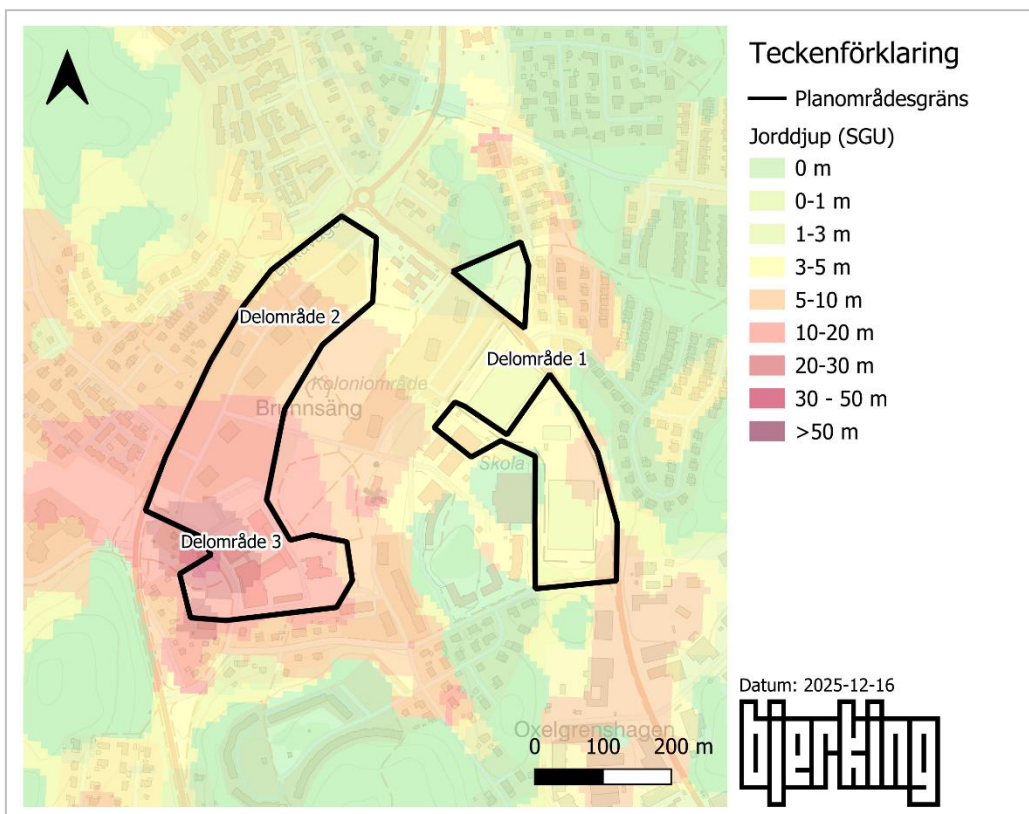 Teckenförklaring
Planområdesgräns
Jorddjup (SGU)
0 m
0-1 m
1-3 m
3-5 m
5-10 m
10-20 m
20-30 m
30 - 50 m
>50 m
Delområde 2
Delområde 1
Koloniområde
Brunnsäng
Skola
Delområde 3
Oxelgrenshagen
0 100 200 m
Datum: 2025-12-16
bjerking